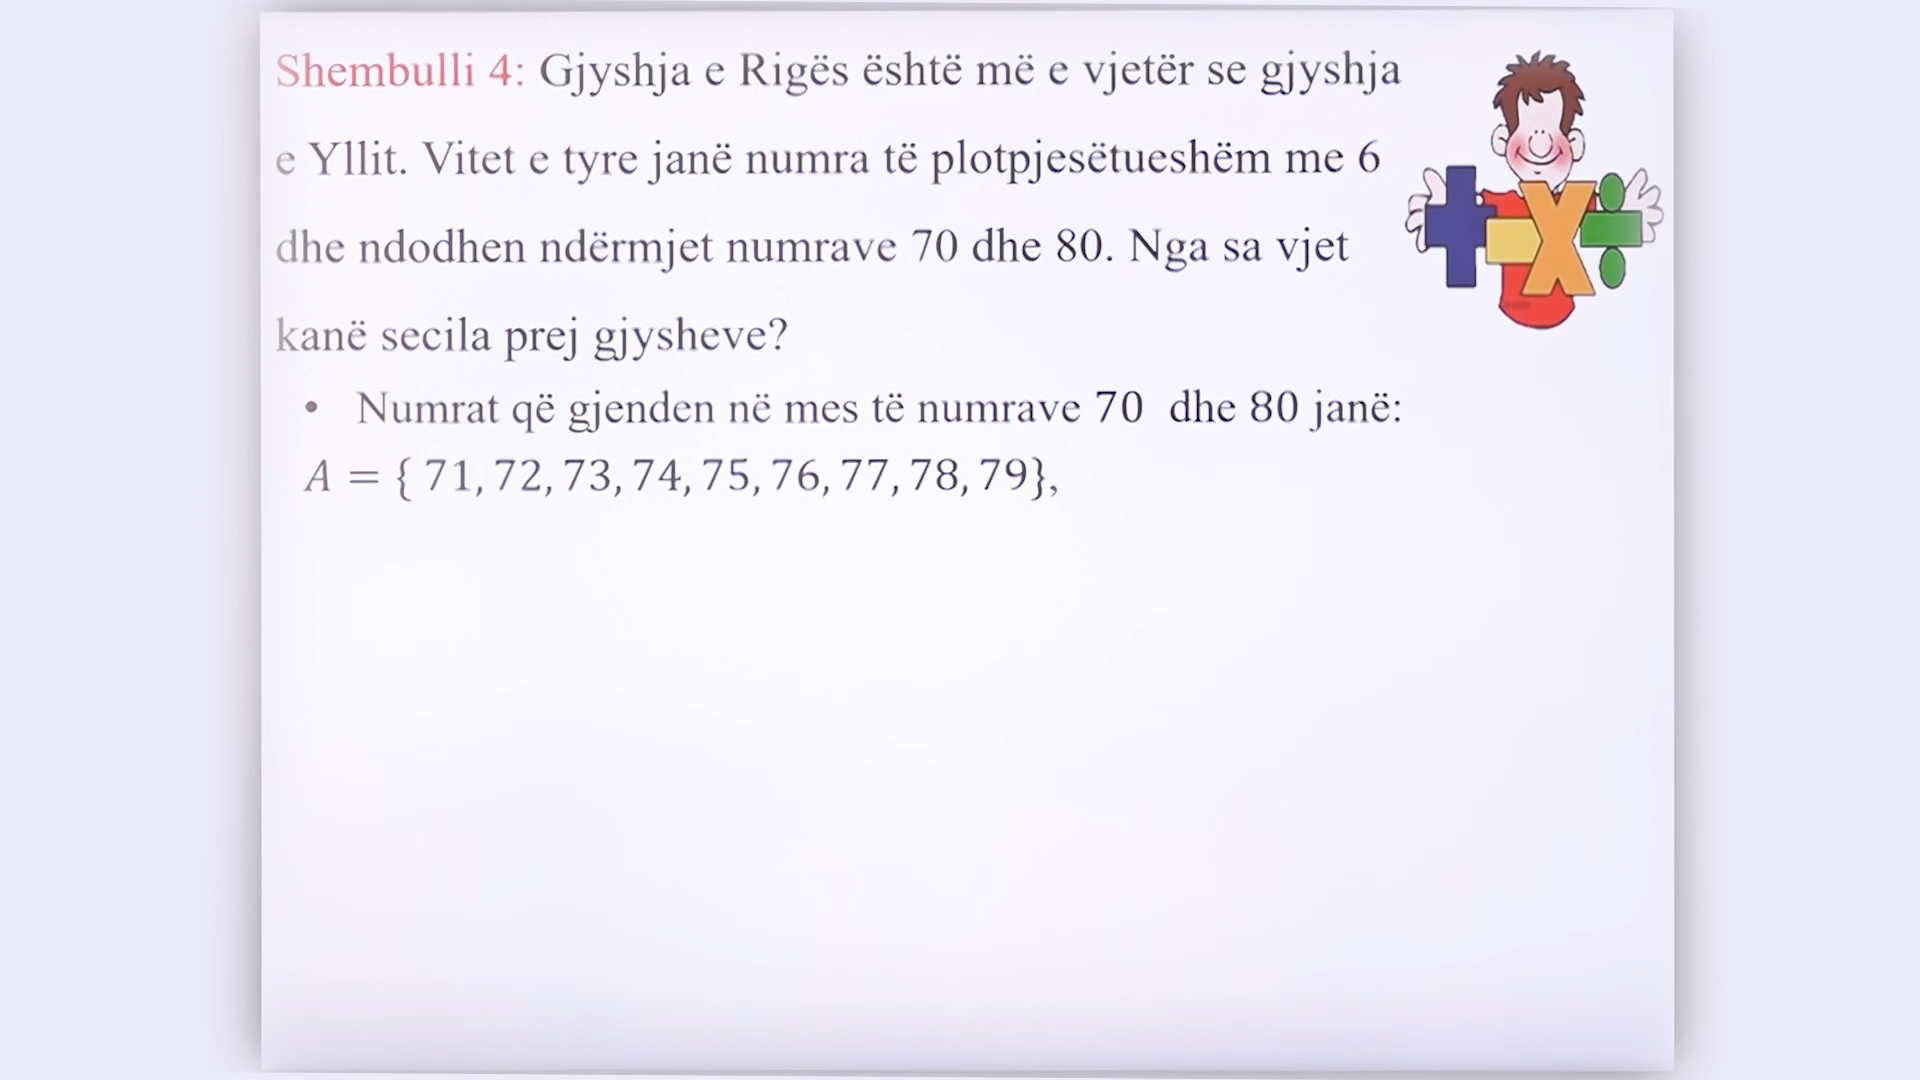 Shembulli 4: Gjyshja e Rigës është më e vjetër se gjyshja
e Yllit. Vitet e tyre janë numra të plotpjesëtueshëm me 6
dhe ndodhen ndërmjet numrave 70 dhe 80. Nga sa vjet
kanë secila prej gjysheve?
• Numrat që gjenden në mes të numrave 70 dhe 80 janë:
A = { 71, 72, 73, 74, 75, 76, 77, 78, 79},